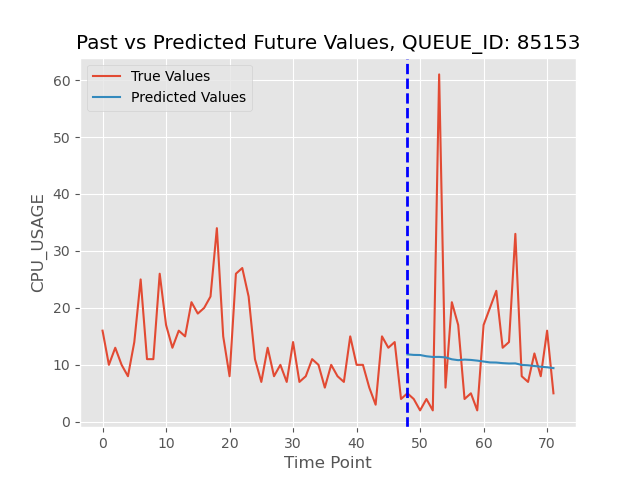 Past vs Predicted Future Values, QUEUE_ID: 85153
True Values
Predicted Values
CPU_USAGE
60
50
40
30
20
10
0
0 10 20 30 40 50 60 70
Time Point